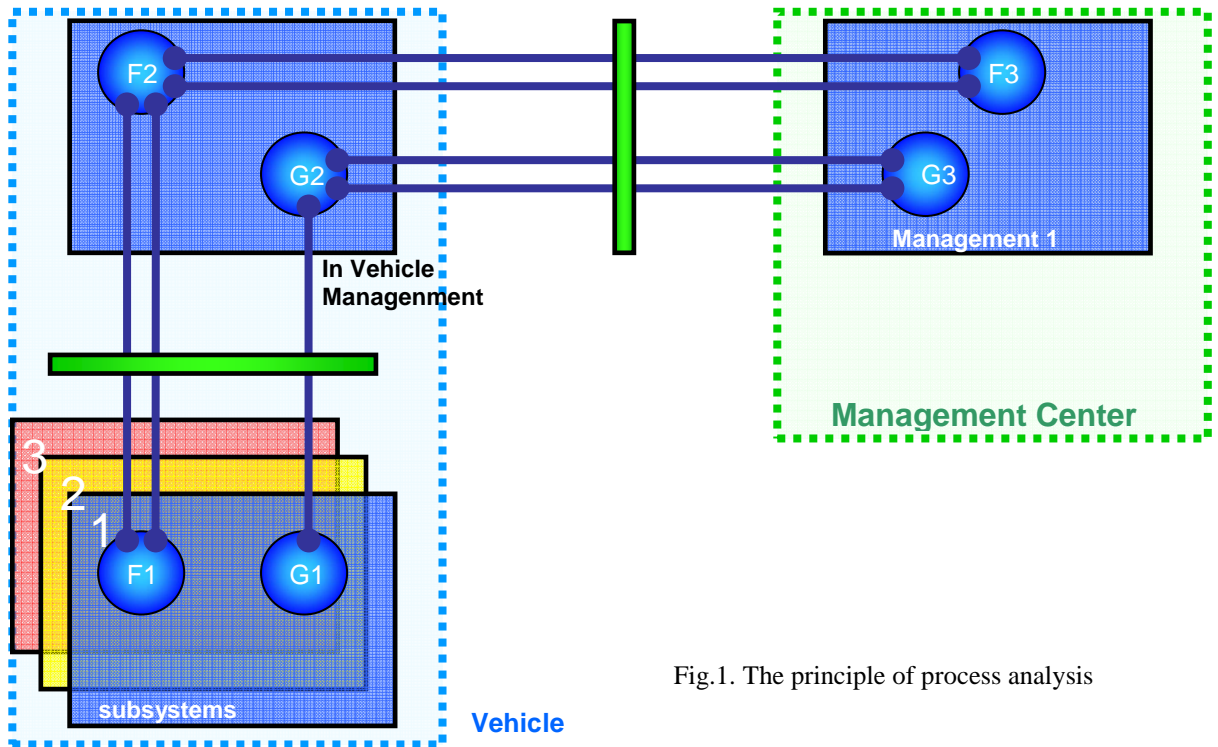 F2
F3
G2
G3
Management 1
In Vehicle
Managenment
Management Center
3
2
1
F1
G1
subsystems
Fig.1. The principle of process analysis
Vehicle